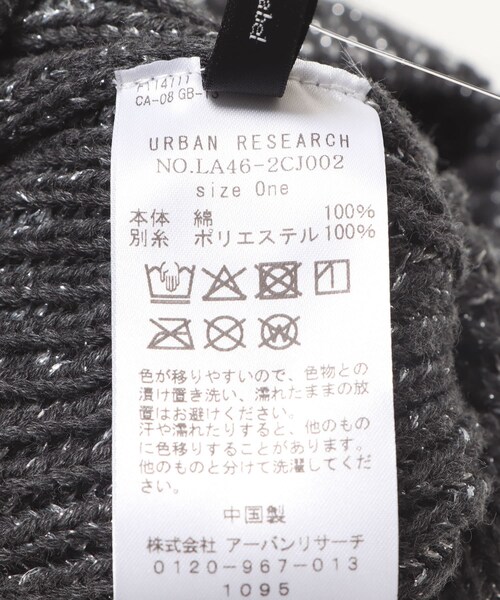 Label
CA-08 GB-13
URBAN RESEARCH
NO.LA46-2CJ002
size One
本体 綿 100%
別糸 ポリエステル 100%
色が移りやすいので、色物との
漬け置き洗い、濡れたままの放
置はお避けください。
汗や濡れたりすると、他のもの
に色移りすることがあります。
他のものと分けて洗濯してくだ
さい。
中国製
株式会社 アーバンリサーチ
0120-967-013
1095